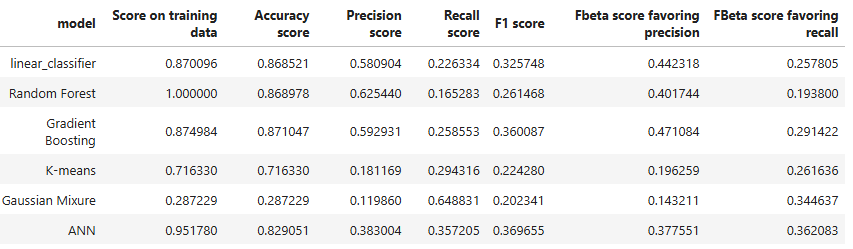 model Score on training data Accuracy score Precision score Recall score F1 score Fbeta score favoring precision FBeta score favoring recall
linear_classifier 0.870096 0.868521 0.580904 0.226334 0.325748 0.442318 0.257805
Random Forest 1.000000 0.868978 0.625440 0.165283 0.261468 0.401744 0.193800
Gradient Boosting 0.874984 0.871047 0.592931 0.258553 0.360087 0.471084 0.291422
K-means 0.716330 0.716330 0.181169 0.294316 0.224280 0.196259 0.261636
Gaussian Mixure 0.287229 0.287229 0.119860 0.648831 0.202341 0.143211 0.344637
ANN 0.951780 0.829051 0.383004 0.357205 0.369655 0.377551 0.362083